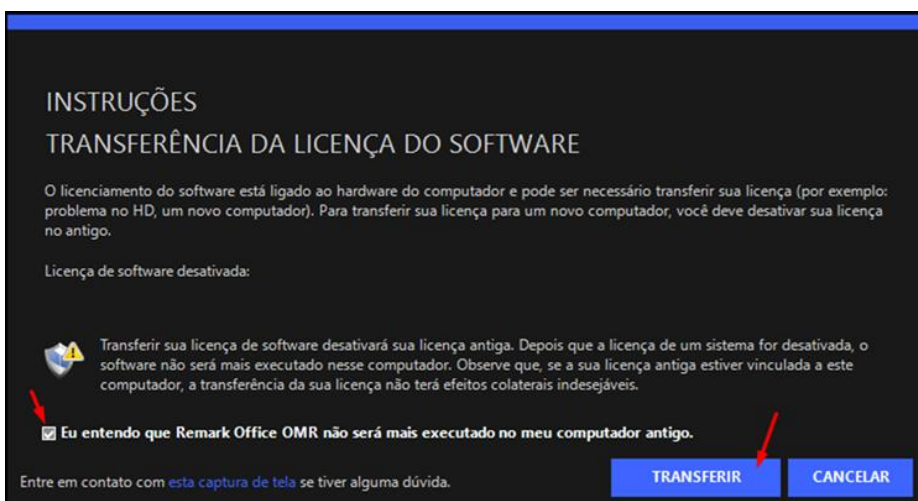 INSTRUÇÕES
TRANSFERÊNCIA DA LICENÇA DO SOFTWARE
O licenciamento do software está ligado ao hardware do computador e pode ser necessário transferir sua licença (por exemplo:
problema no HD, um novo computador). Para transferir sua licença para um novo computador, você deve desativar sua licença
no antigo.
Licença de software desativada:
Transferir sua licença de software desativará sua licença antiga. Depois que a licença de um sistema for desativada, o
software não será mais executado nesse computador. Observe que, se a sua licença antiga estiver vinculada a este
computador, a transferência da sua licença não terá efeitos colaterais indesejáveis.
Eu entendo que Remark Office OMR não será mais executado no meu computador antigo.
Entre em contato com esta captura de tela se tiver alguma dúvida.
TRANSFERIR
CANCELAR